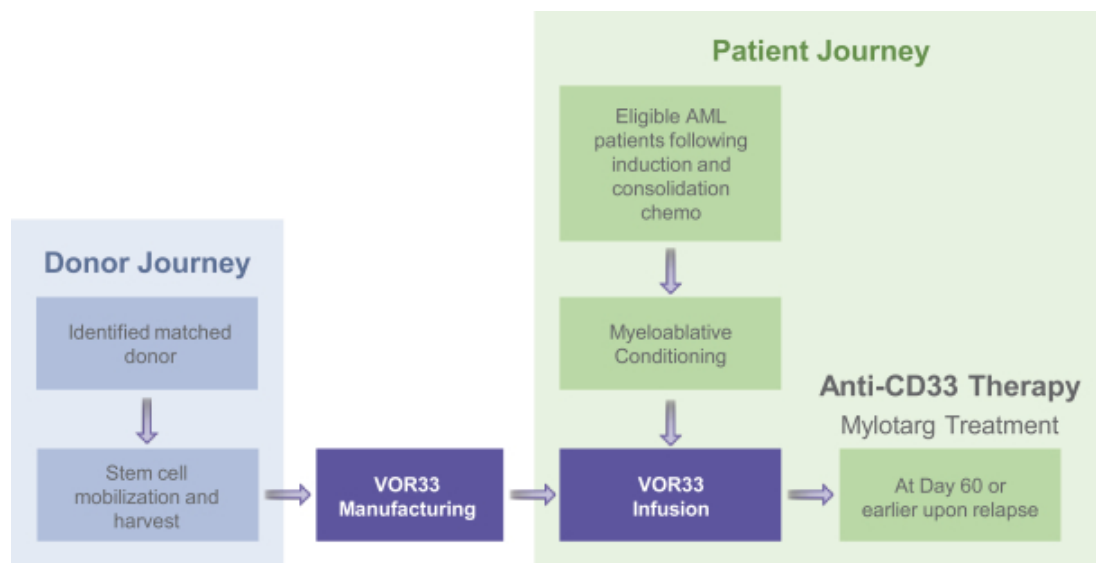 Patient Journey
Eligible AML
patients following
induction and
consolidation
chemo
Donor Journey
Identified matched
donor
Myeloablative
Conditioning
Anti-CD33 Therapy
Mylotarg Treatment
Stem cell
mobilization and
harvest
VOR33
Manufacturing
VOR33
Infusion
At Day 60 or
earlier upon relapse